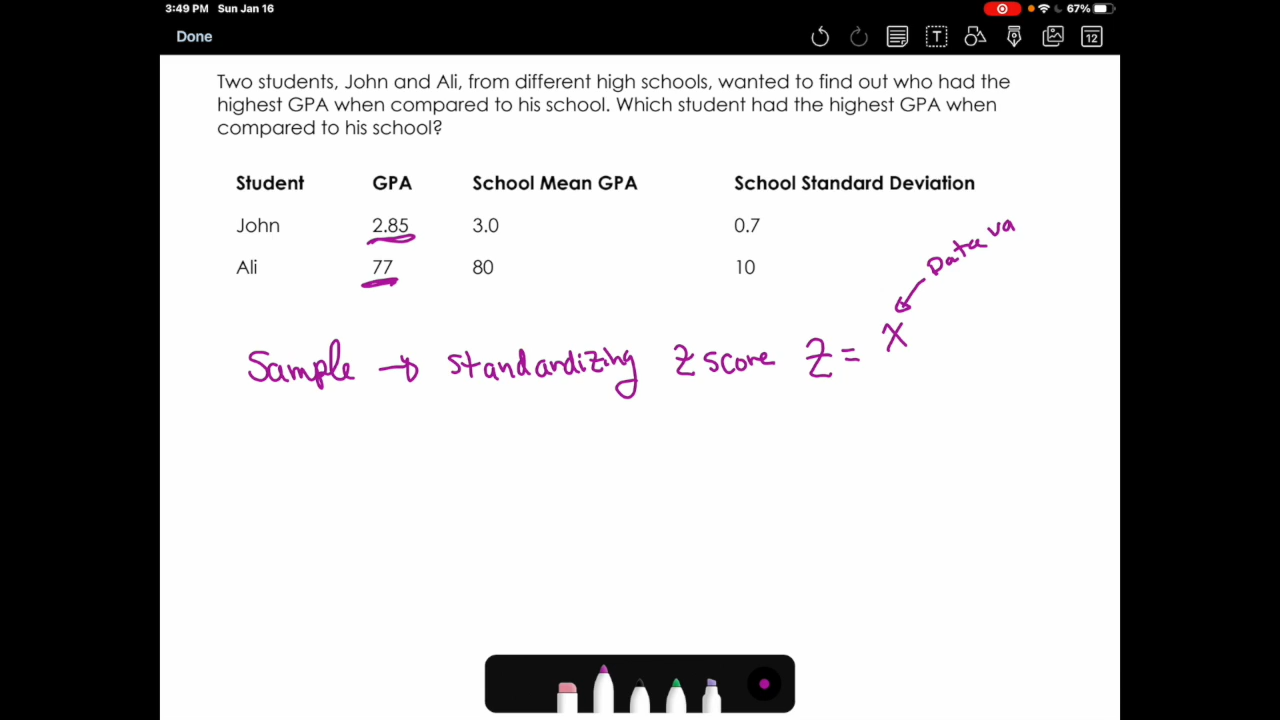 3:49 PM Sun Jan 16 67%
Done 12
Two students, John and Ali, from different high schools, wanted to find out who had the
highest GPA when compared to his school. Which student had the highest GPA when
compared to his school?
Student GPA School Mean GPA School Standard Deviation
John 2.85 3.0 0.7
Ali 77 80 10
Data va
Sample → standardizing z score z = x